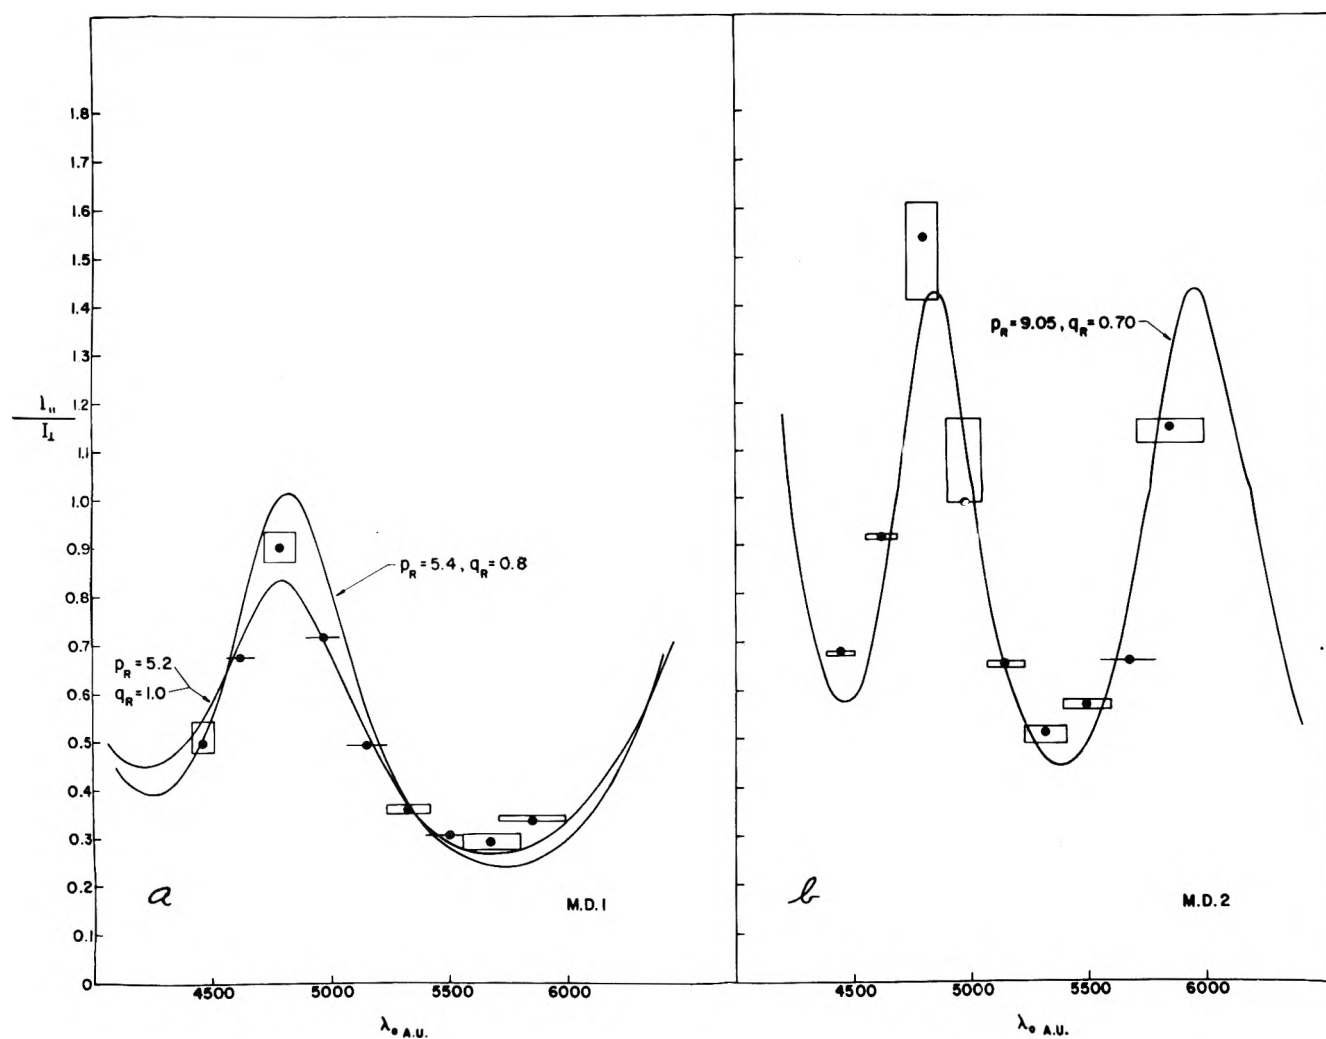 1.8
1.7
1.6
1.5
1.4
1.3
1.2
1.1
1.0
0.9
0.8
0.7
0.6
0.5
0.4
0.3
0.2
0.1
0
I"
I⊥
p_R = 5.4, q_R = 0.8
p_R = 5.2
q_R = 1.0
a
M.D.1
4500 5000 5500 6000
λ₀ A.U.
p_R = 9.05, q_R = 0.70
b
M.D.2
4500 5000 5500 6000
λ₀ A.U.